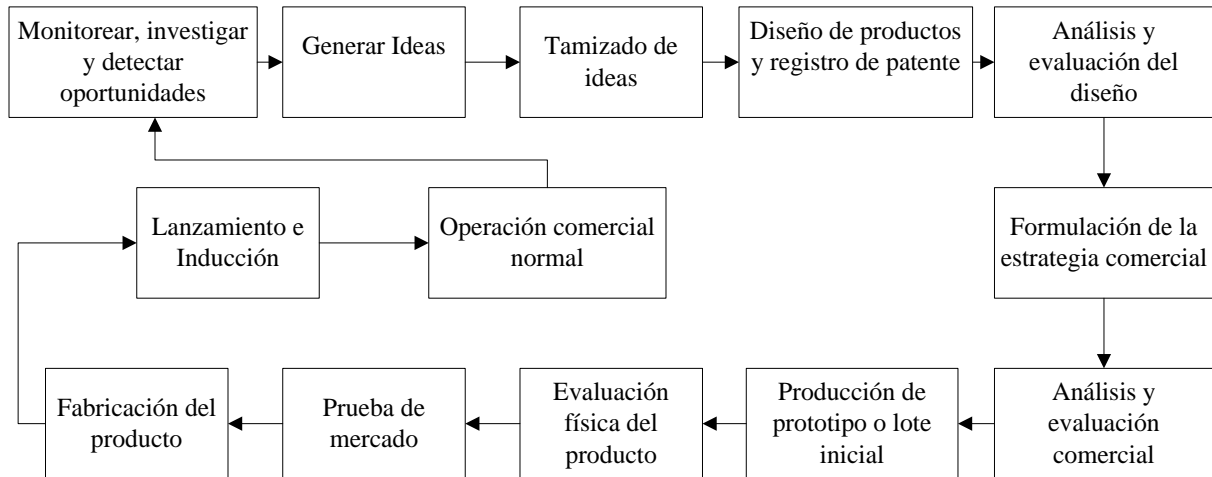 Monitorear, investigar
y detectar
oportunidades
Generar Ideas
Tamizado de
ideas
Diseño de productos
y registro de patente
Análisis y
evaluación del
diseño
Formulación de la
estrategia comercial
Análisis y
evaluación
comercial
Producción de
prototipo o lote
inicial
Evaluación
física del
producto
Prueba de
mercado
Fabricación del
producto
Lanzamiento e
Inducción
Operación comercial
normal